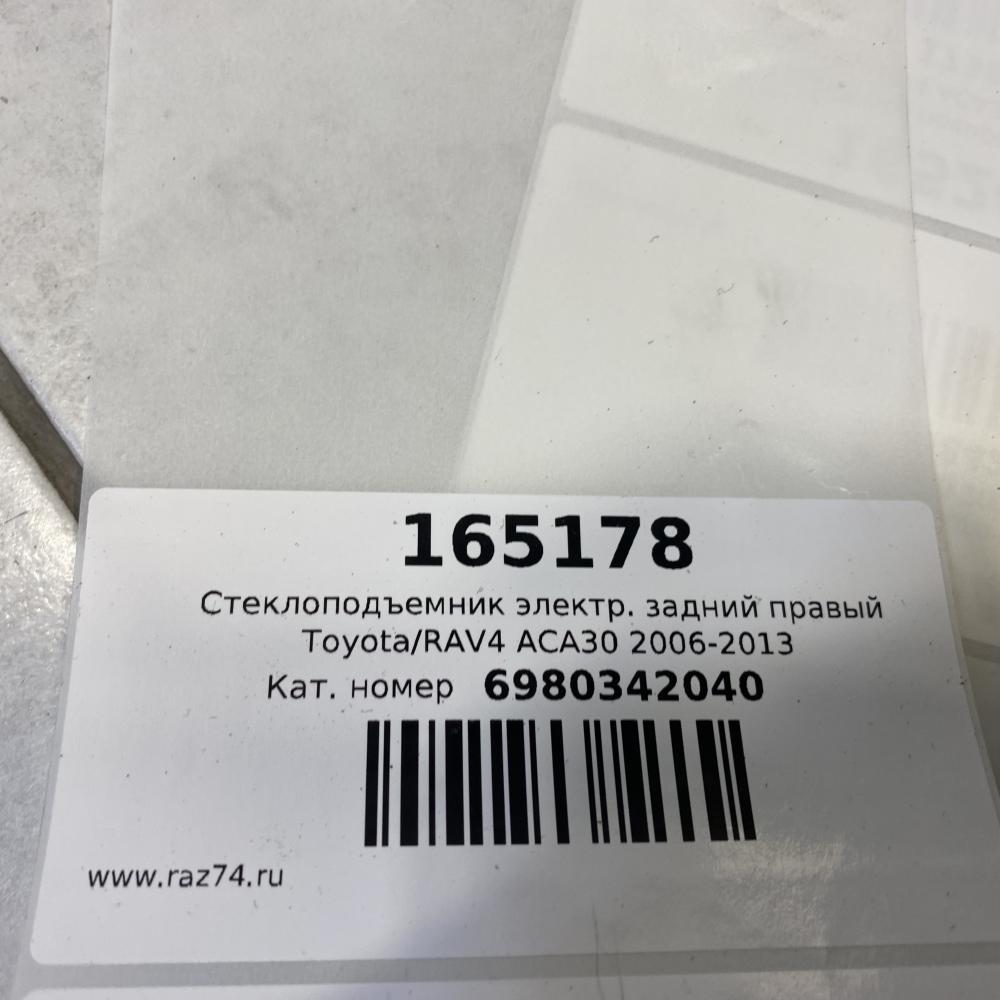 165178
Стеклоподъемник электр. задний правый
Toyota/RAV4 ACA30 2006-2013
Кат. номер 6980342040
www.raz74.ru